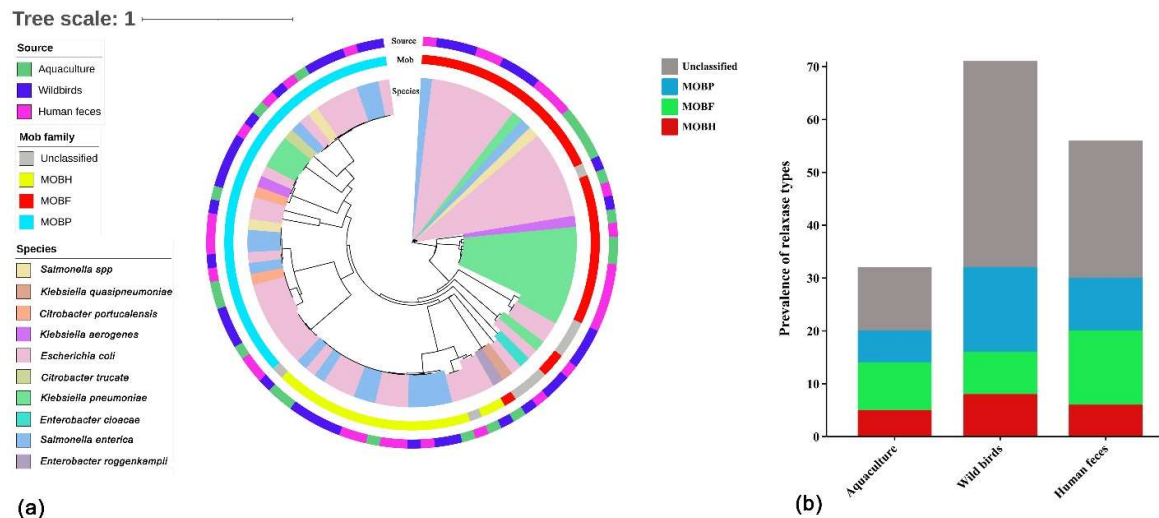 Tree scale: 1
Source
Aquaculture
Wildbirds
Human feces
Mob family
Unclassified
MOBH
MOBF
MOBP
Species
Salmonella spp
Klebsiella quasipneumoniae
Citrobacter portucalensis
Klebsiella aerogenes
Escherichia coli
Citrobacter trucate
Klebsiella pneumoniae
Enterobacter cloacae
Salmonella enterica
Enterobacter roggenkampii
(a)
Source
Mob
Species
Unclassified
MOBP
MOBF
MOBH
Prevalence of relaxase types
70
60
50
40
30
20
10
0
Aquaculture
Wild birds
Human feces
(b)